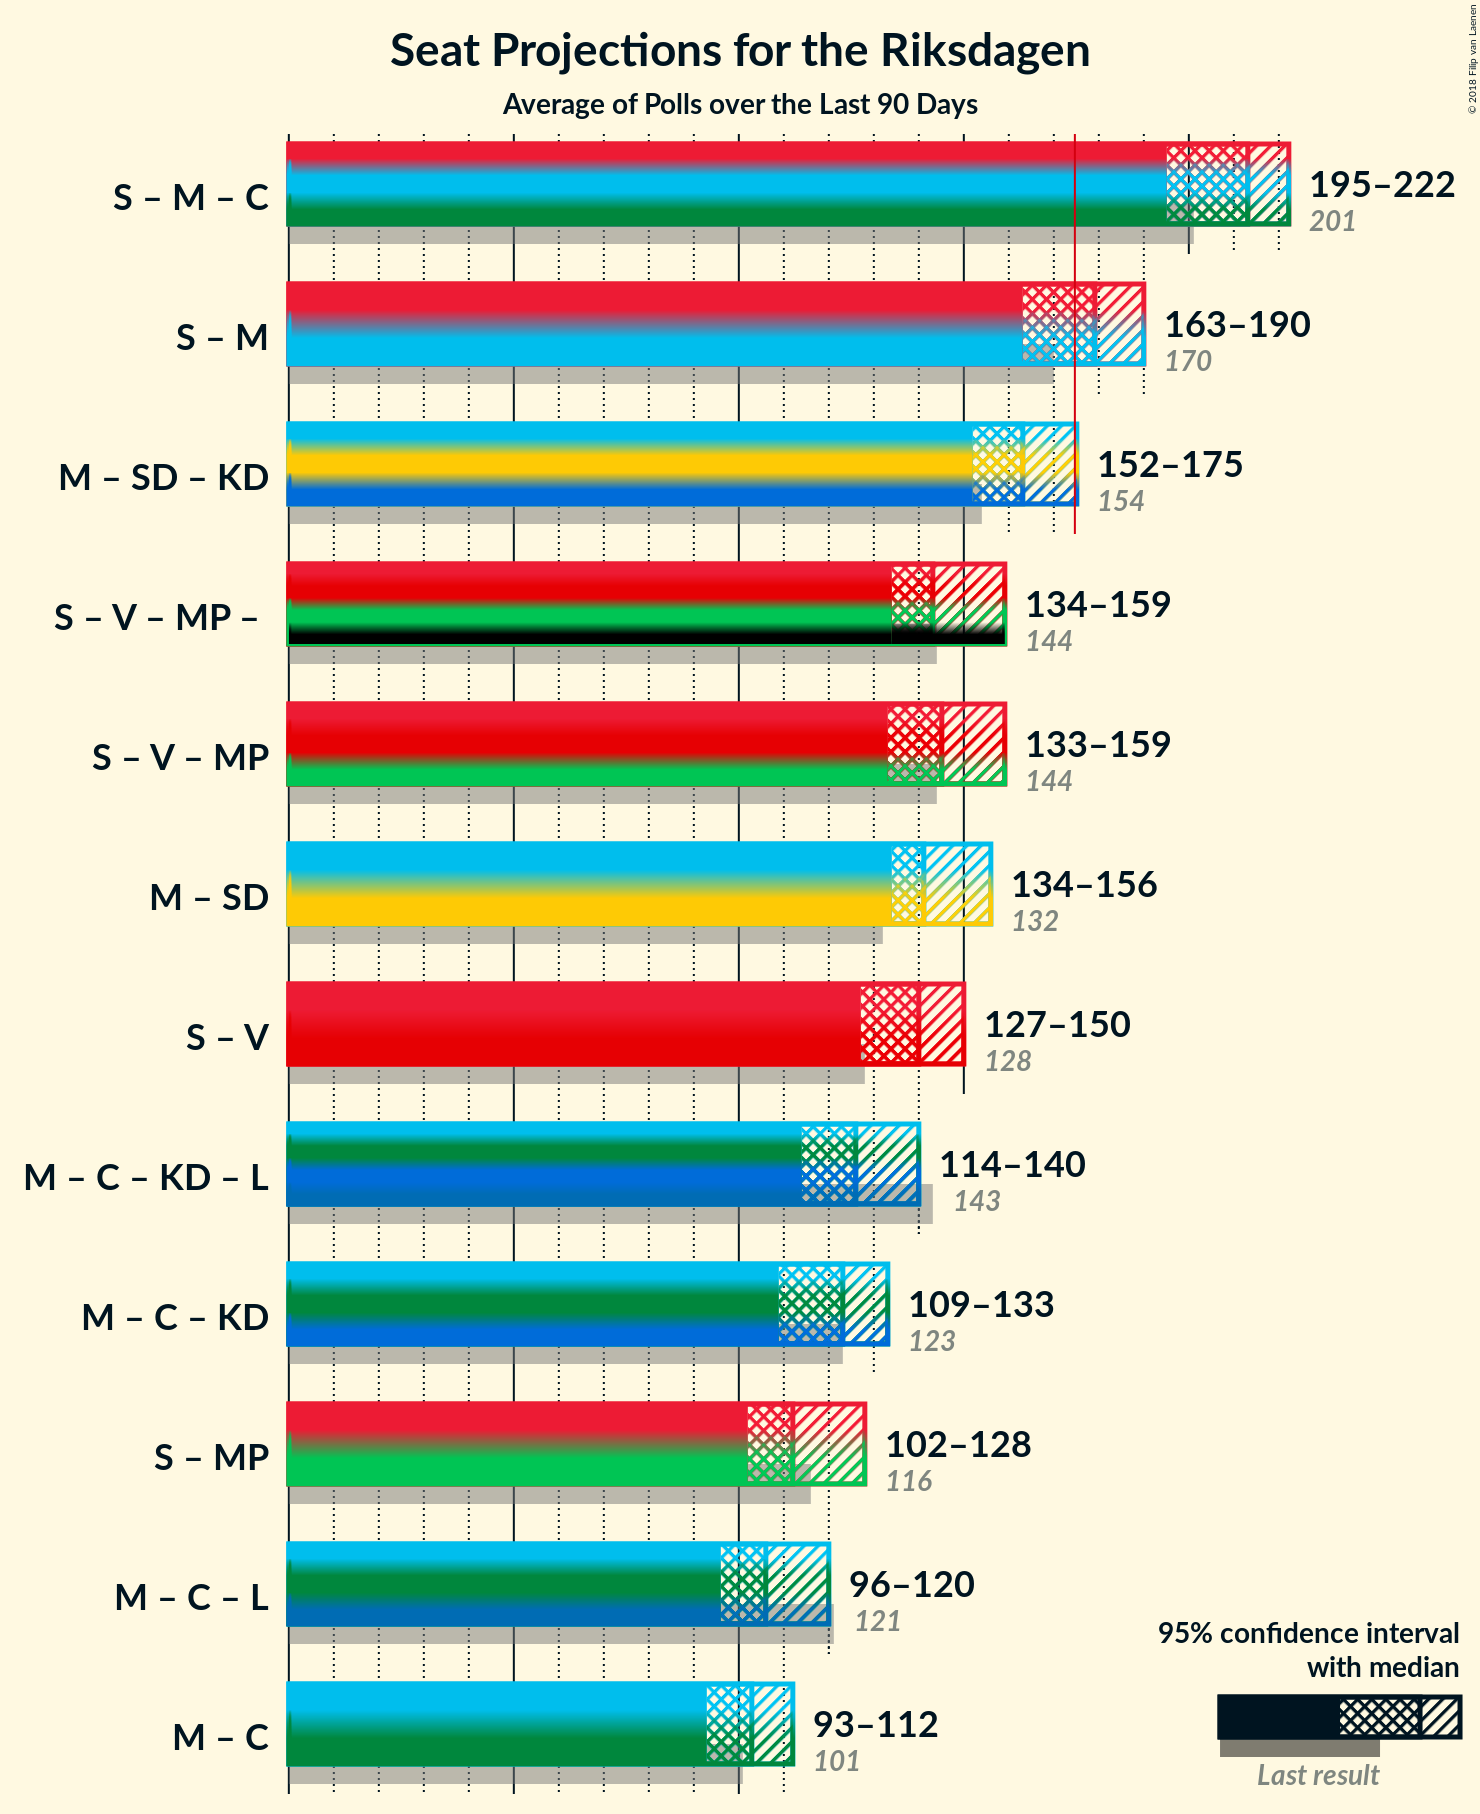 Seat Projections for the Riksdagen
Average of Polls over the Last 90 Days
© 2018 Filip van Laenen
S – M – C
195–222
201
S – M
163–190
170
M – SD – KD
152–175
154
S – V – MP –
134–159
144
S – V – MP
133–159
144
M – SD
134–156
132
S – V
127–150
128
M – C – KD – L
114–140
143
M – C – KD
109–133
123
S – MP
102–128
116
M – C – L
96–120
121
M – C
93–112
101
95% confidence interval
with median
Last result